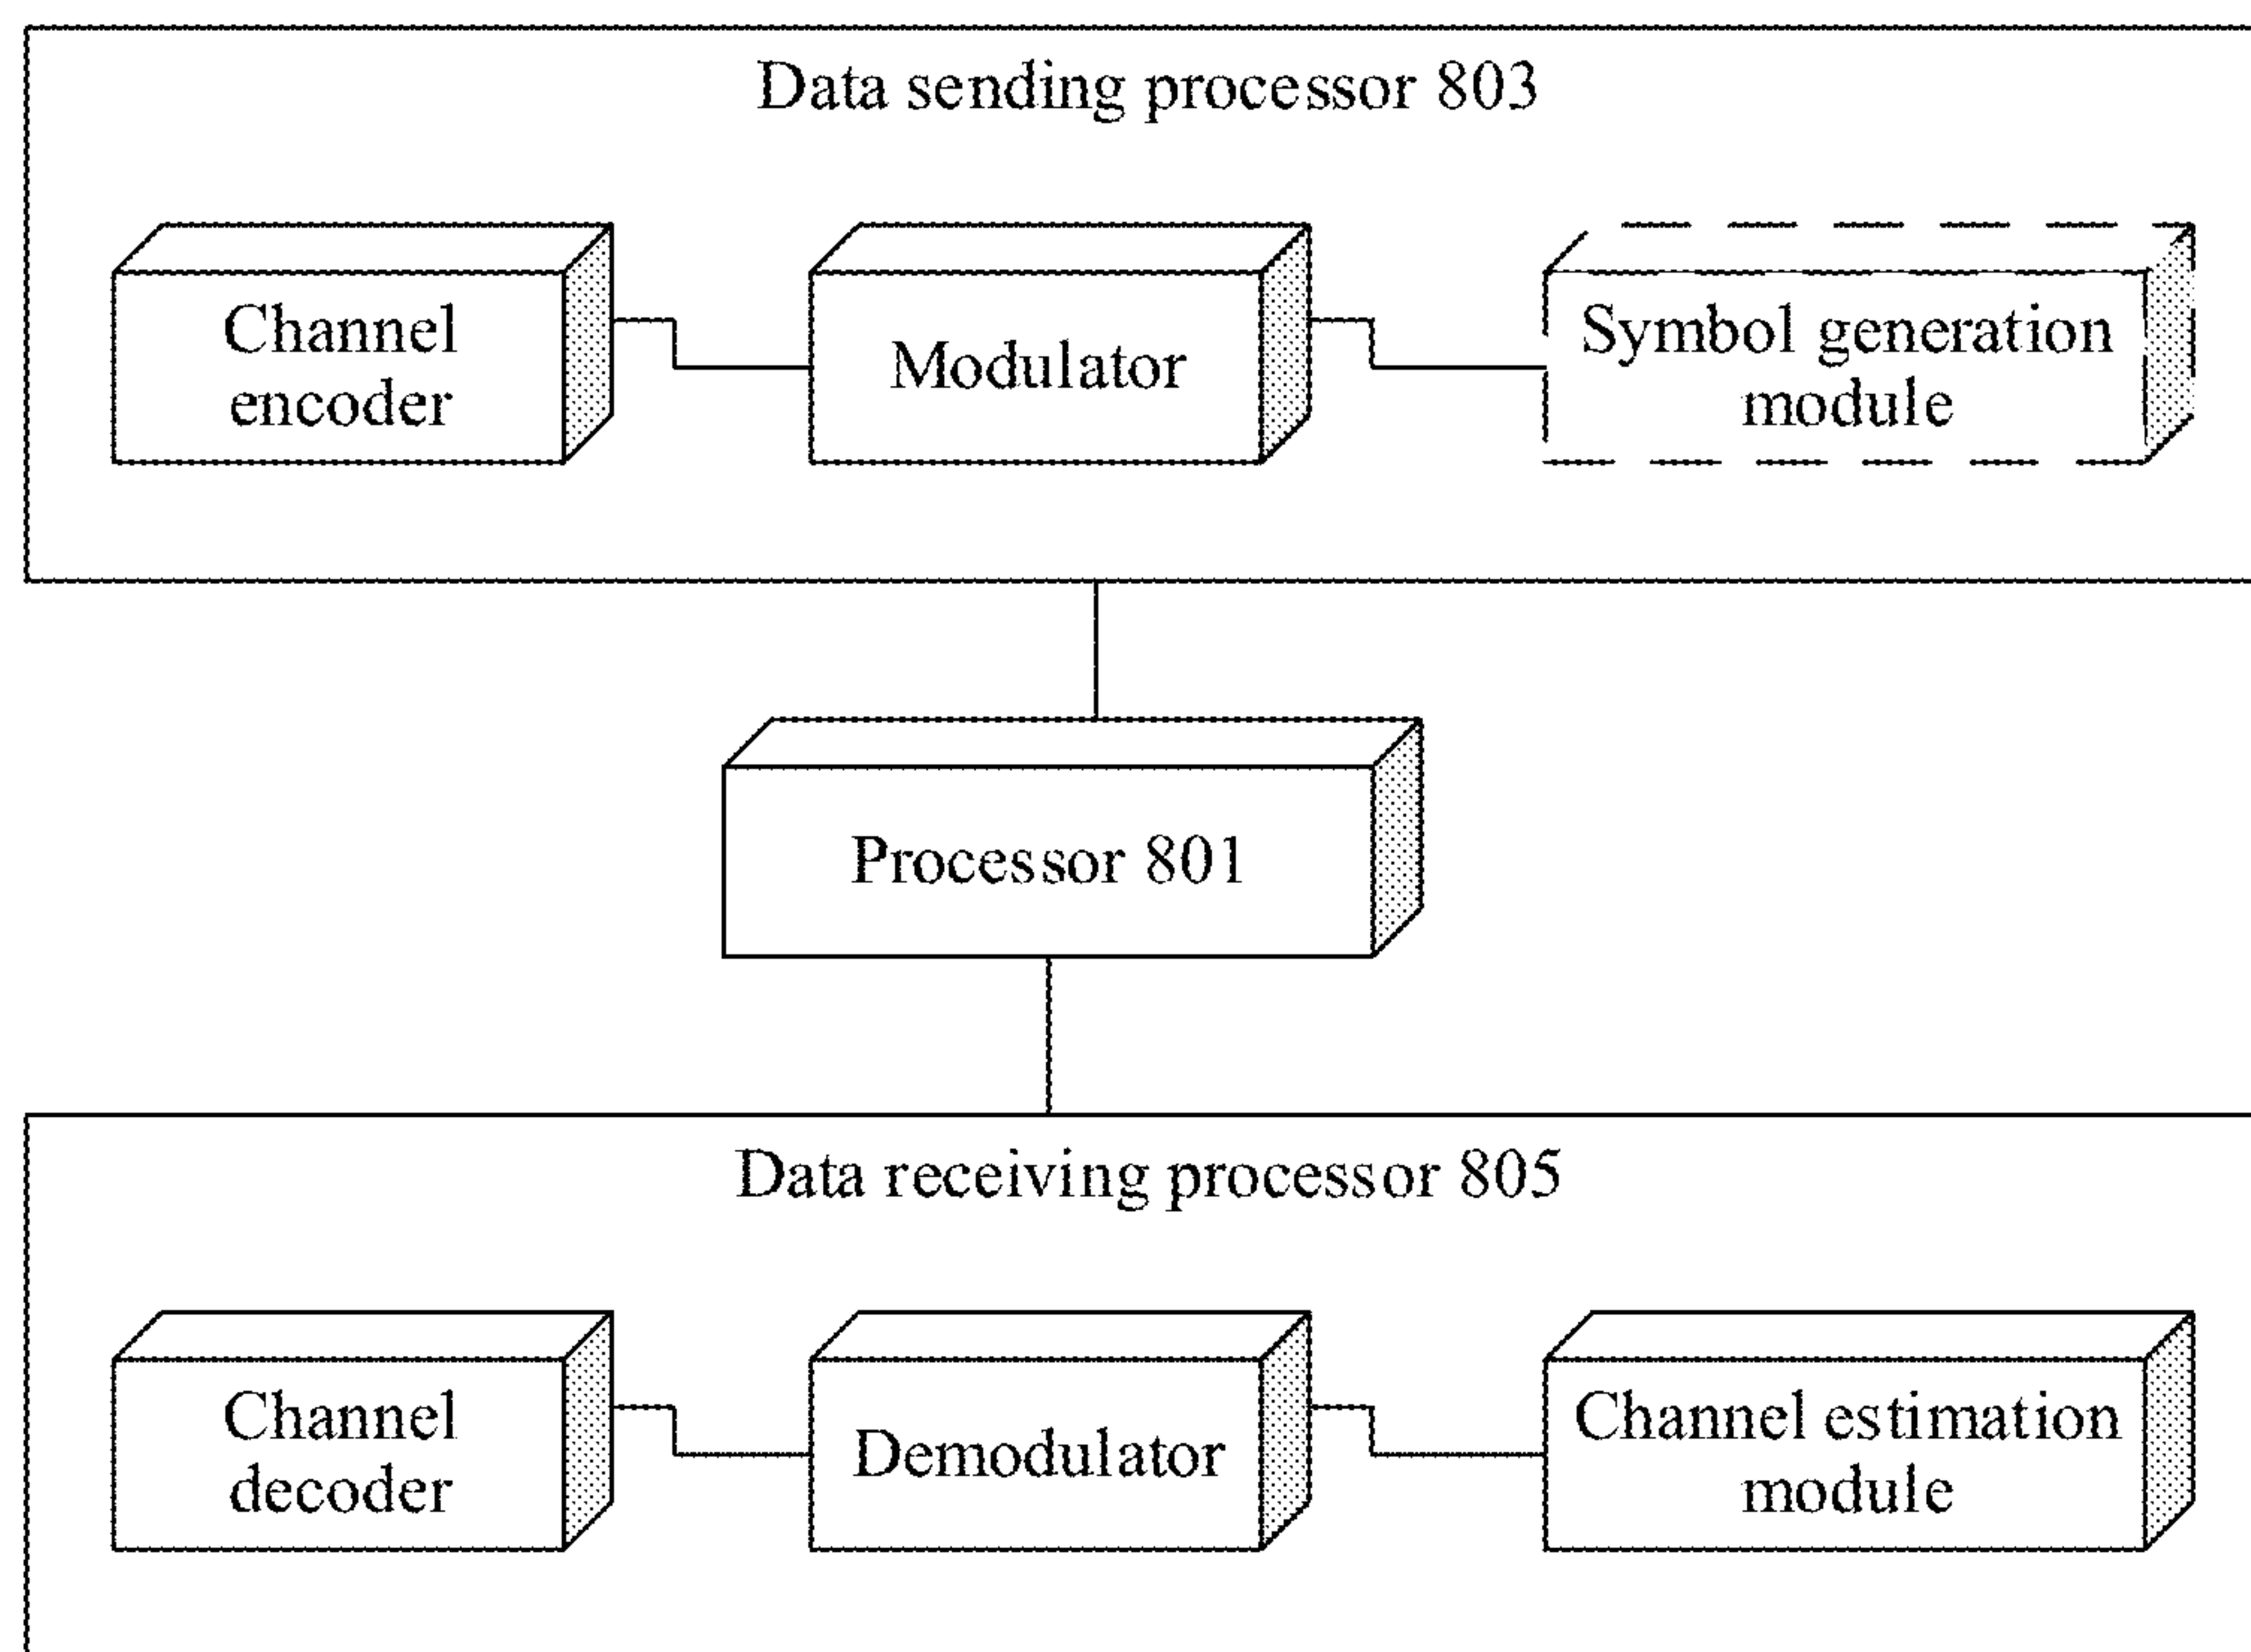 Data sending processor 803
Channel
encoder
Modulator
Symbol generation
module
Processor 801
Data receiving processor 805
Channel
decoder
Demodulator
Channel estimation
module